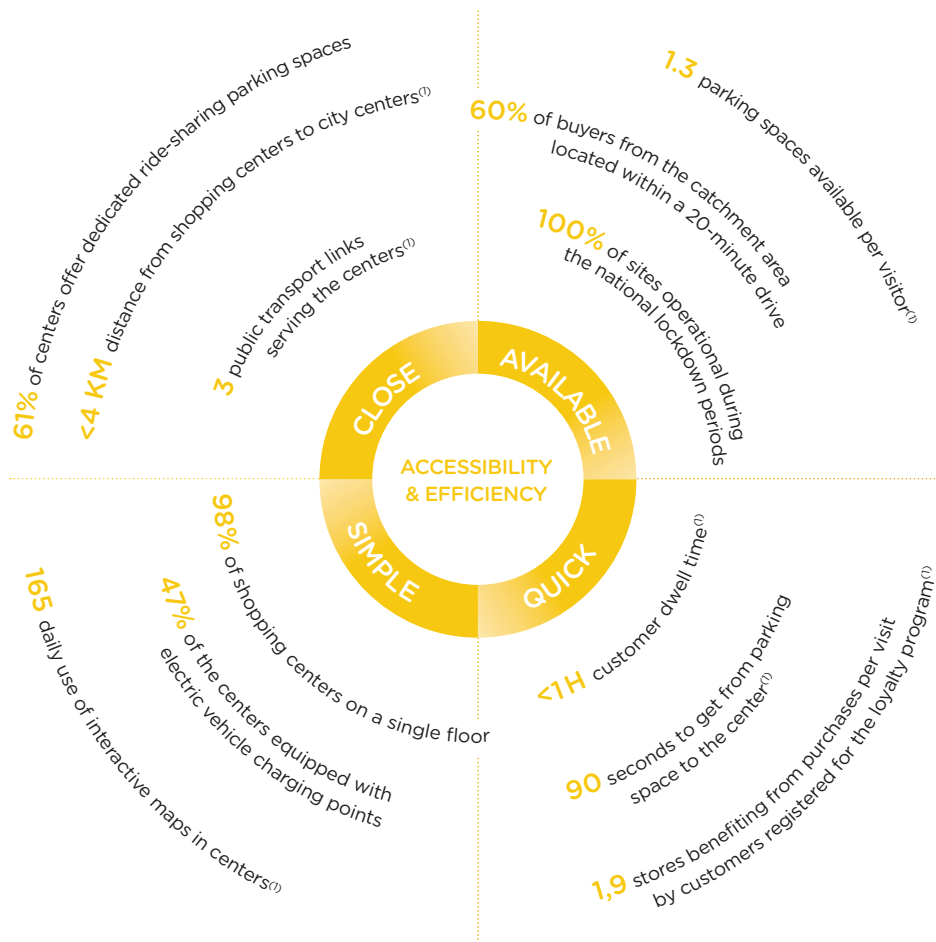 61% of centers offer dedicated ride-sharing parking spaces
<4 KM distance from shopping centers to city centers(1)
3 public transport links
serving the centers(1)
CLOSE
1.3 parking spaces available per visitor(1)
60% of buyers from the catchment area
located within a 20-minute drive
100% of sites operational during
the national lockdown periods
AVAILABLE
ACCESSIBILITY
& EFFICIENCY
SIMPLE
98% of shopping centers on a single floor
47% of the centers equipped with
electric vehicle charging points
165 daily use of interactive maps in centers(1)
QUICK
<1H customer dwell time(1)
90 seconds to get from parking
space to the center(1)
1,9 stores benefiting from purchases per visit
by customers registered for the loyalty program(1)